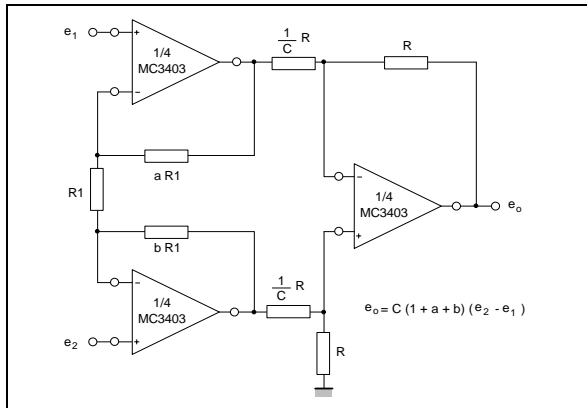 e1
+
1/4
MC3403
−
1/C R
R
a R1
R1
−
1/4
MC3403
+
eo
b R1
−
1/4
MC3403
+
e2
1/C R
R
eo = C (1 + a + b) (e2 - e1)